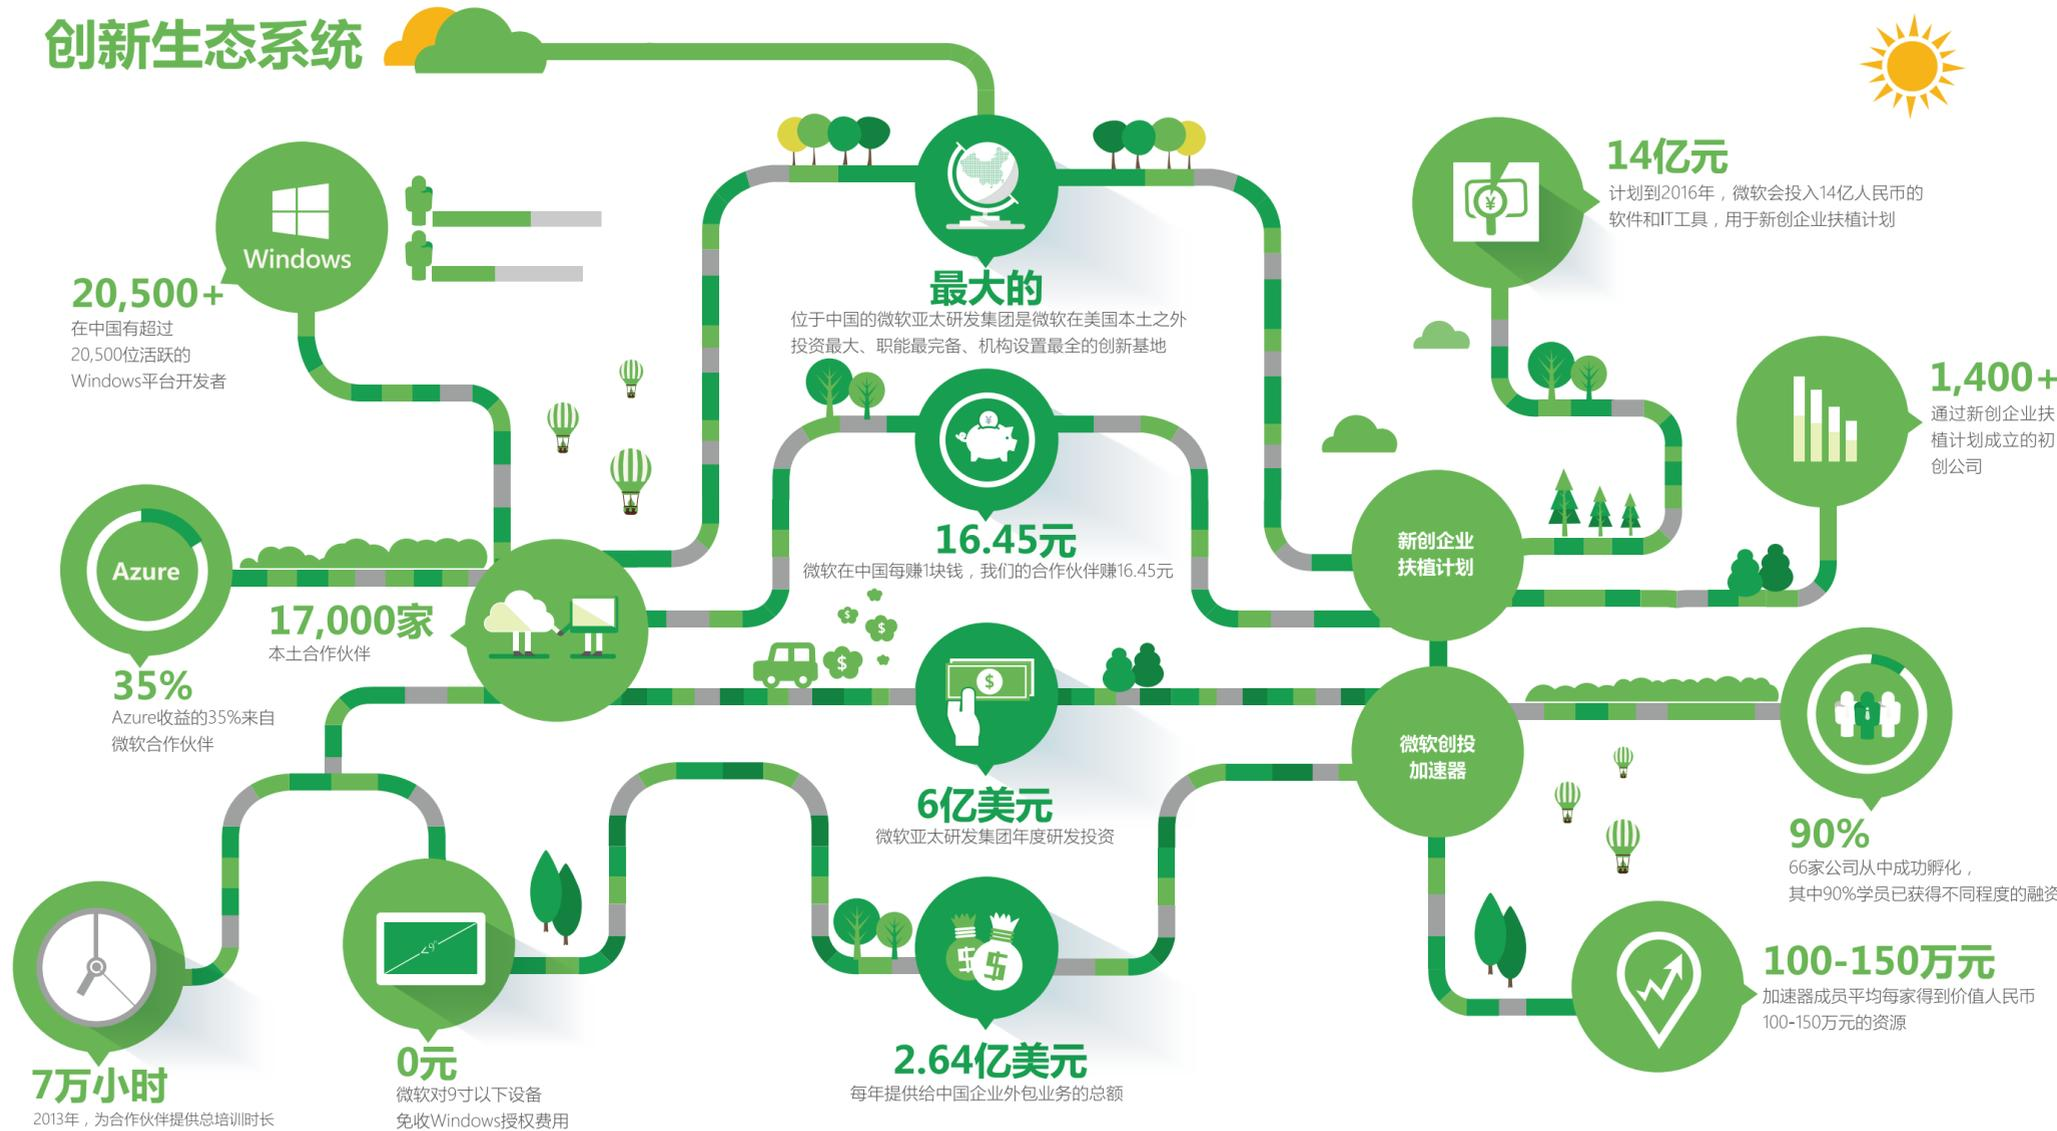 创新生态系统
Windows
20,500+
在中国有超过
20,500位活跃的
Windows平台开发者
最大的
位于中国的微软亚太研发集团是微软在美国本土之外
投资最大、职能最完备、机构设置最全的创新基地
14亿元
计划到2016年，微软会投入14亿人民币的
软件和IT工具，用于新创企业扶植计划
¥
1,400+
通过新创企业扶
植计划成立的初
创公司
¥
16.45元
微软在中国每赚1块钱，我们的合作伙伴赚16.45元
新创企业
扶植计划
Azure
35%
Azure收益的35%来自
微软合作伙伴
17,000家
本土合作伙伴
$
$
$
$
6亿美元
微软亚太研发集团年度研发投资
微软创投
加速器
90%
66家公司从中成功孵化，
其中90%学员已获得不同程度的融资
7万小时
2013年，为合作伙伴提供总培训时长
<9"
0元
微软对9寸以下设备
免收Windows授权费用
$
$
2.64亿美元
每年提供给中国企业外包业务的总额
100-150万元
加速器成员平均每家得到价值人民币
100-150万元的资源